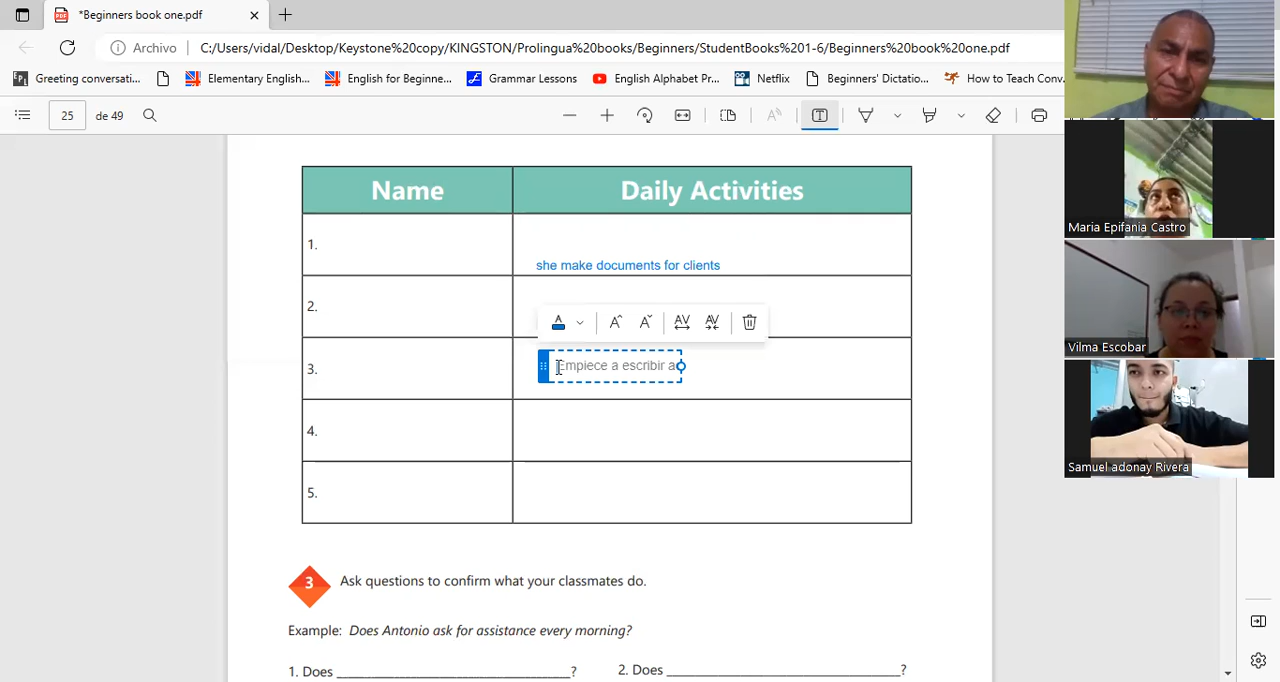 *Beginners book one.pdf
Archivo
C:/Users/vidal/Desktop/Keystone%20copy/KINGSTON/Prolingua%20books/Beginners/StudentBooks%201-6/Beginners%20book%20one.pdf
Greeting conversati...
Elementary English...
English for Beginne...
Grammar Lessons
English Alphabet Pr...
Netflix
Beginners' Dictatio...
How to Teach Conv
25 de 49
Name
Daily Activities
1.
she make documents for clients
2.
3.
Empiece a escribir a
4.
5.
3 Ask questions to confirm what your classmates do.
Example: Does Antonio ask for assistance every morning?
1. Does ______________________________?
2. Does ______________________________?
Maria Epifania Castro
Vilma Escobar
Samuel adonay Rivera